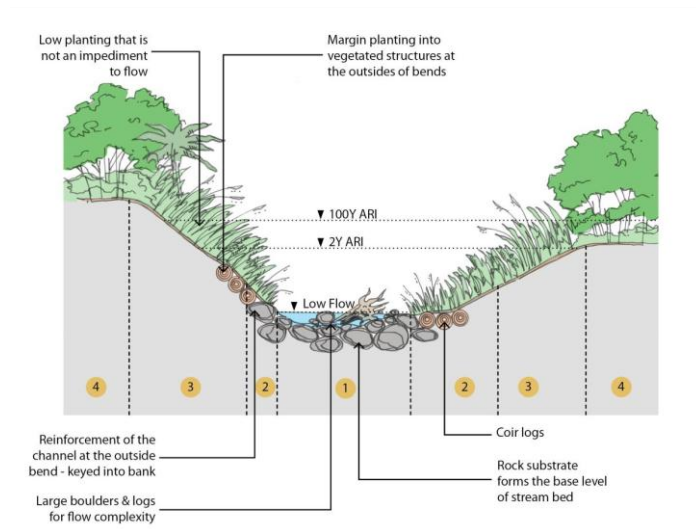 Low planting that is
not an impediment
to flow
Margin planting into
vegetated structures at
the outsides of bends
▼ 100Y ARI
▼ 2Y ARI
▼ Low Flow
4
3
2
1
2
3
4
Reinforcement of the
channel at the outside
bend - keyed into bank
Large boulders & logs
for flow complexity
Coir logs
Rock substrate
forms the base level
of stream bed